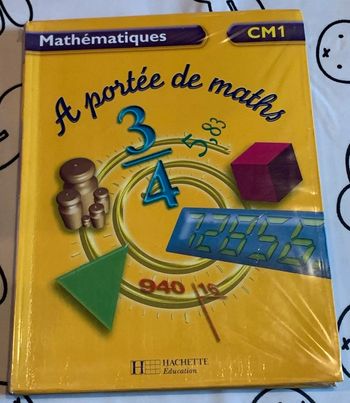 Mathématiques
CM1
A portée de maths
3/4
5,83
12856
940
16
H HACHETTE
Education